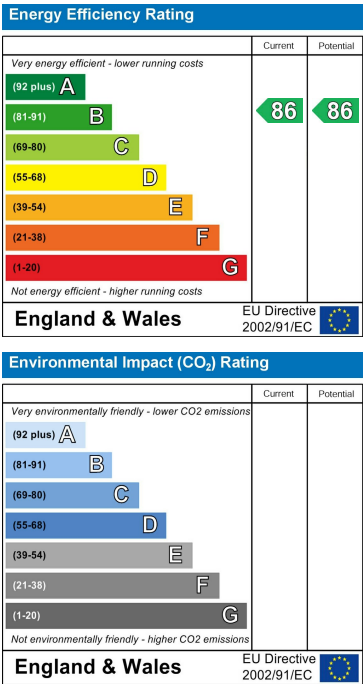 Energy Efficiency Rating
Current Potential
Very energy efficient - lower running costs
(92 plus) A
(81-91) B 86 86
(69-80) C
(55-68) D
(39-54) E
(21-38) F
(1-20) G
Not energy efficient - higher running costs
England & Wales EU Directive
2002/91/EC
Environmental Impact (CO₂) Rating
Current Potential
Very environmentally friendly - lower CO2 emissions
(92 plus) A
(81-91) B
(69-80) C
(55-68) D
(39-54) E
(21-38) F
(1-20) G
Not environmentally friendly - higher CO2 emissions
England & Wales EU Directive
2002/91/EC